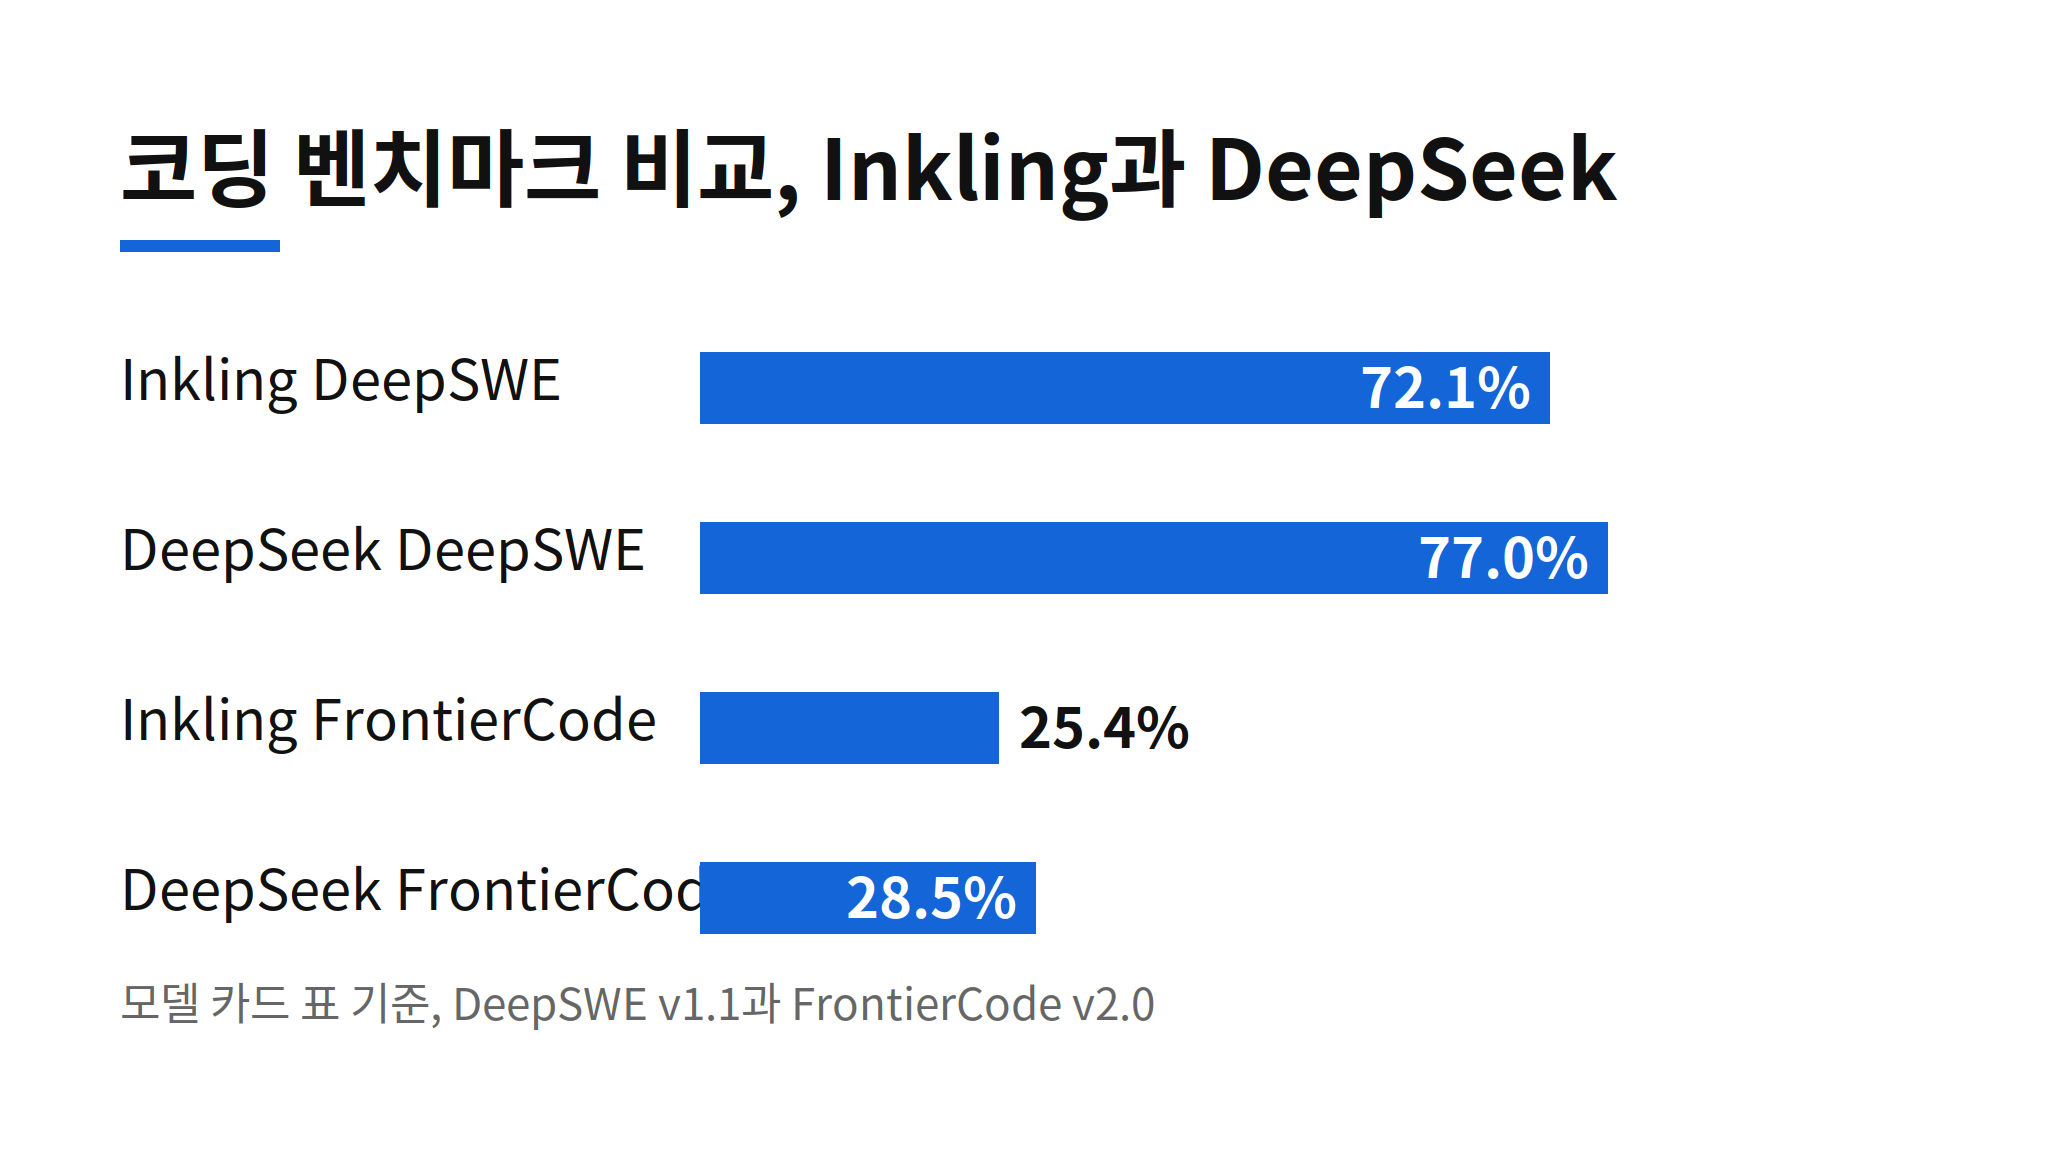 코딩 벤치마크 비교, Inkling과 DeepSeek
Inkling DeepSWE 72.1%
DeepSeek DeepSWE 77.0%
Inkling FrontierCode 25.4%
DeepSeek FrontierCod 28.5%
모델 카드 표 기준, DeepSWE v1.1과 FrontierCode v2.0